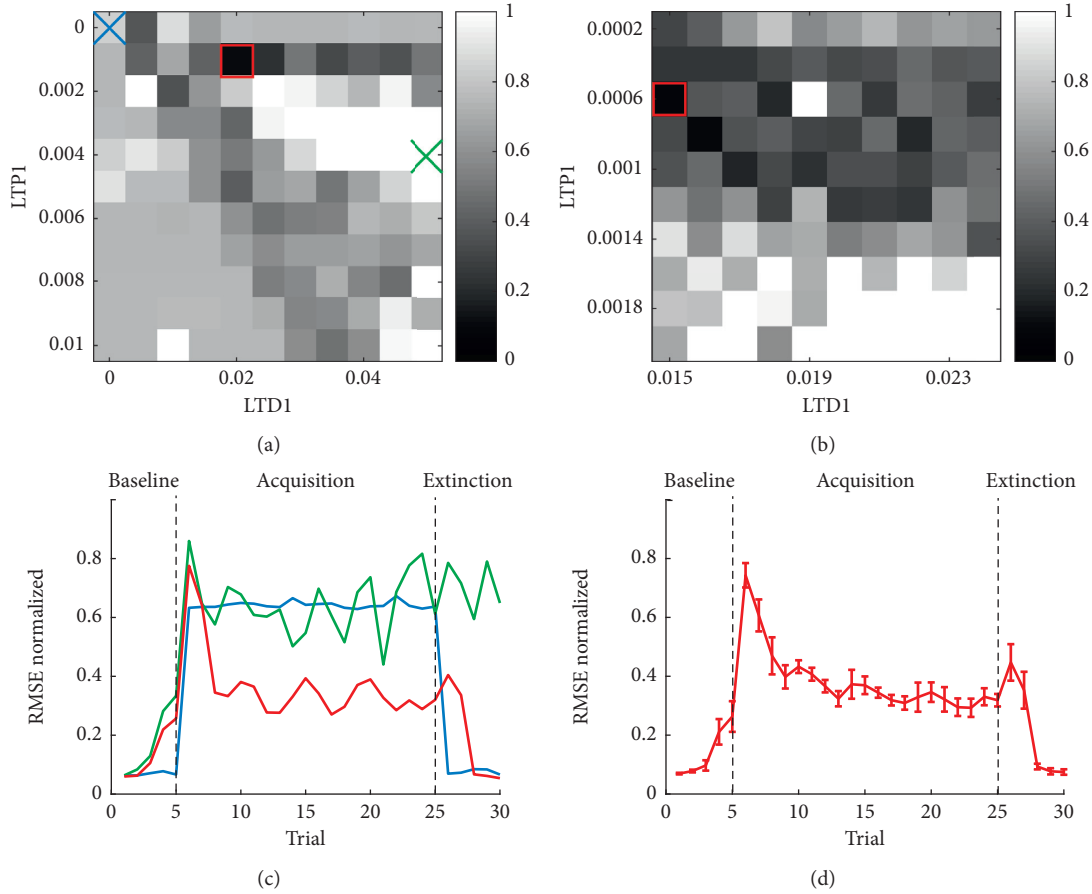 0
0.002
0.004
0.006
0.008
0.01
LTP1
0 0.02 0.04
LTD1
1
0.8
0.6
0.4
0.2
0
(a)
0.0002
0.0006
0.001
0.0014
0.0018
LTP1
0.015 0.019 0.023
LTD1
1
0.8
0.6
0.4
0.2
0
(b)
Baseline Acquisition Extinction
RMSE normalized
0.8
0.6
0.4
0.2
0
0 5 10 15 20 25 30
Trial
(c)
Baseline Acquisition Extinction
RMSE normalized
0.8
0.6
0.4
0.2
0
0 5 10 15 20 25 30
Trial
(d)